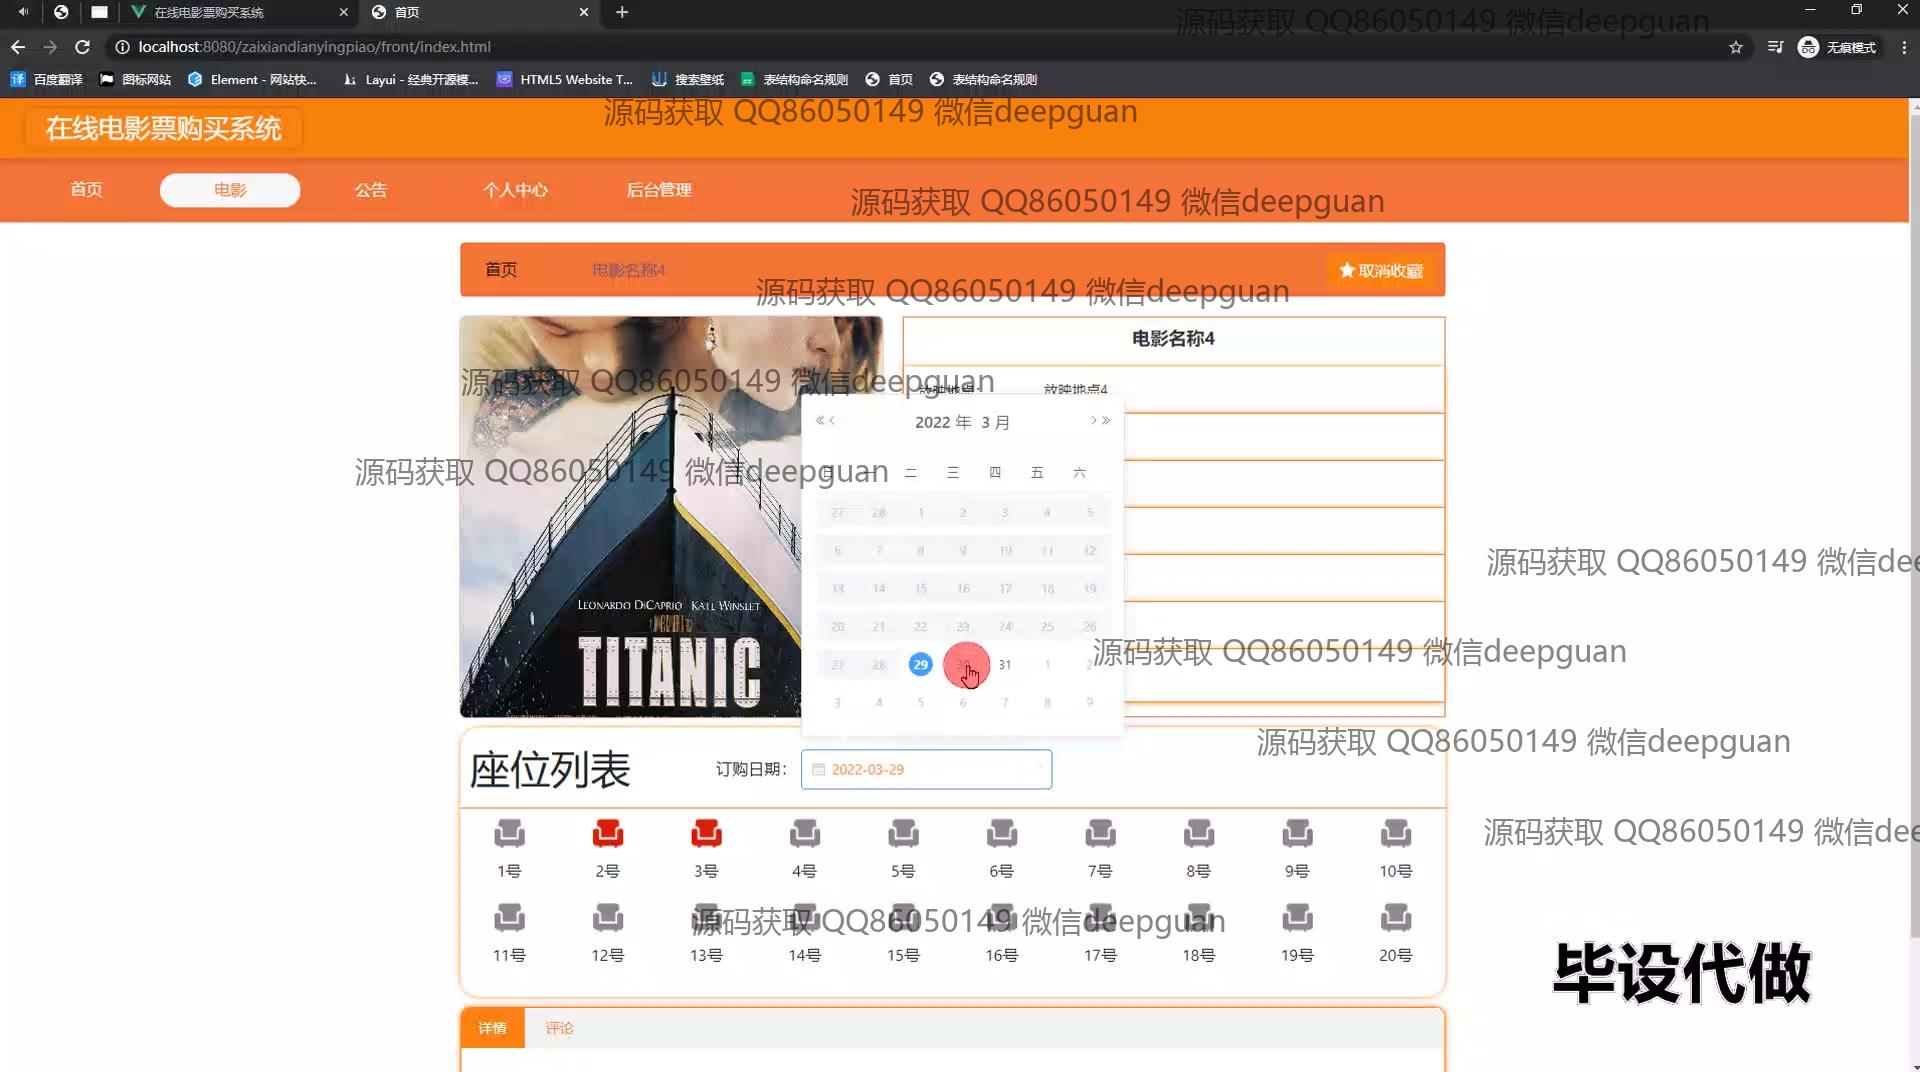 在线电影票购买系统
首页
源码获取 QQ86050149 微信deepguan
localhost:8080/zaixiandianyingpiao/front/index.html
无痕模式
百度翻译
图标网站
Element - 网站快...
Layui - 经典开源模...
HTML5 Website T...
搜索壁纸
表结构命名规则
首页
表结构命名规则
源码获取 QQ86050149 微信deepguan
在线电影票购买系统
首页
电影
公告
个人中心
后台管理
源码获取 QQ86050149 微信deepguan
首页
电影名称4
取消收藏
源码获取 QQ86050149 微信deepguan
电影名称4
源码获取 QQ86050149 微信deepguan
放映地点：
放映地点4
2022 年 3 月
源码获取 QQ86050149 微信deepguan
日 一 二 三 四 五 六
27 28 1 2 3 4 5
6 7 8 9 10 11 12
源码获取 QQ86050149 微信dee
13 14 15 16 17 18 19
LEONARDO DICAPRIO KATE WINSLET
20 21 22 23 24 25 26
TITANIC
27 28 29 30 31 1 2
源码获取 QQ86050149 微信deepguan
3 4 5 6 7 8 9
源码获取 QQ86050149 微信deepguan
座位列表
订购日期：
2022-03-29
源码获取 QQ86050149 微信dee
1号 2号 3号 4号 5号 6号 7号 8号 9号 10号
源码获取 QQ86050149 微信deepguan
11号 12号 13号 14号 15号 16号 17号 18号 19号 20号
毕设代做
详情
评论